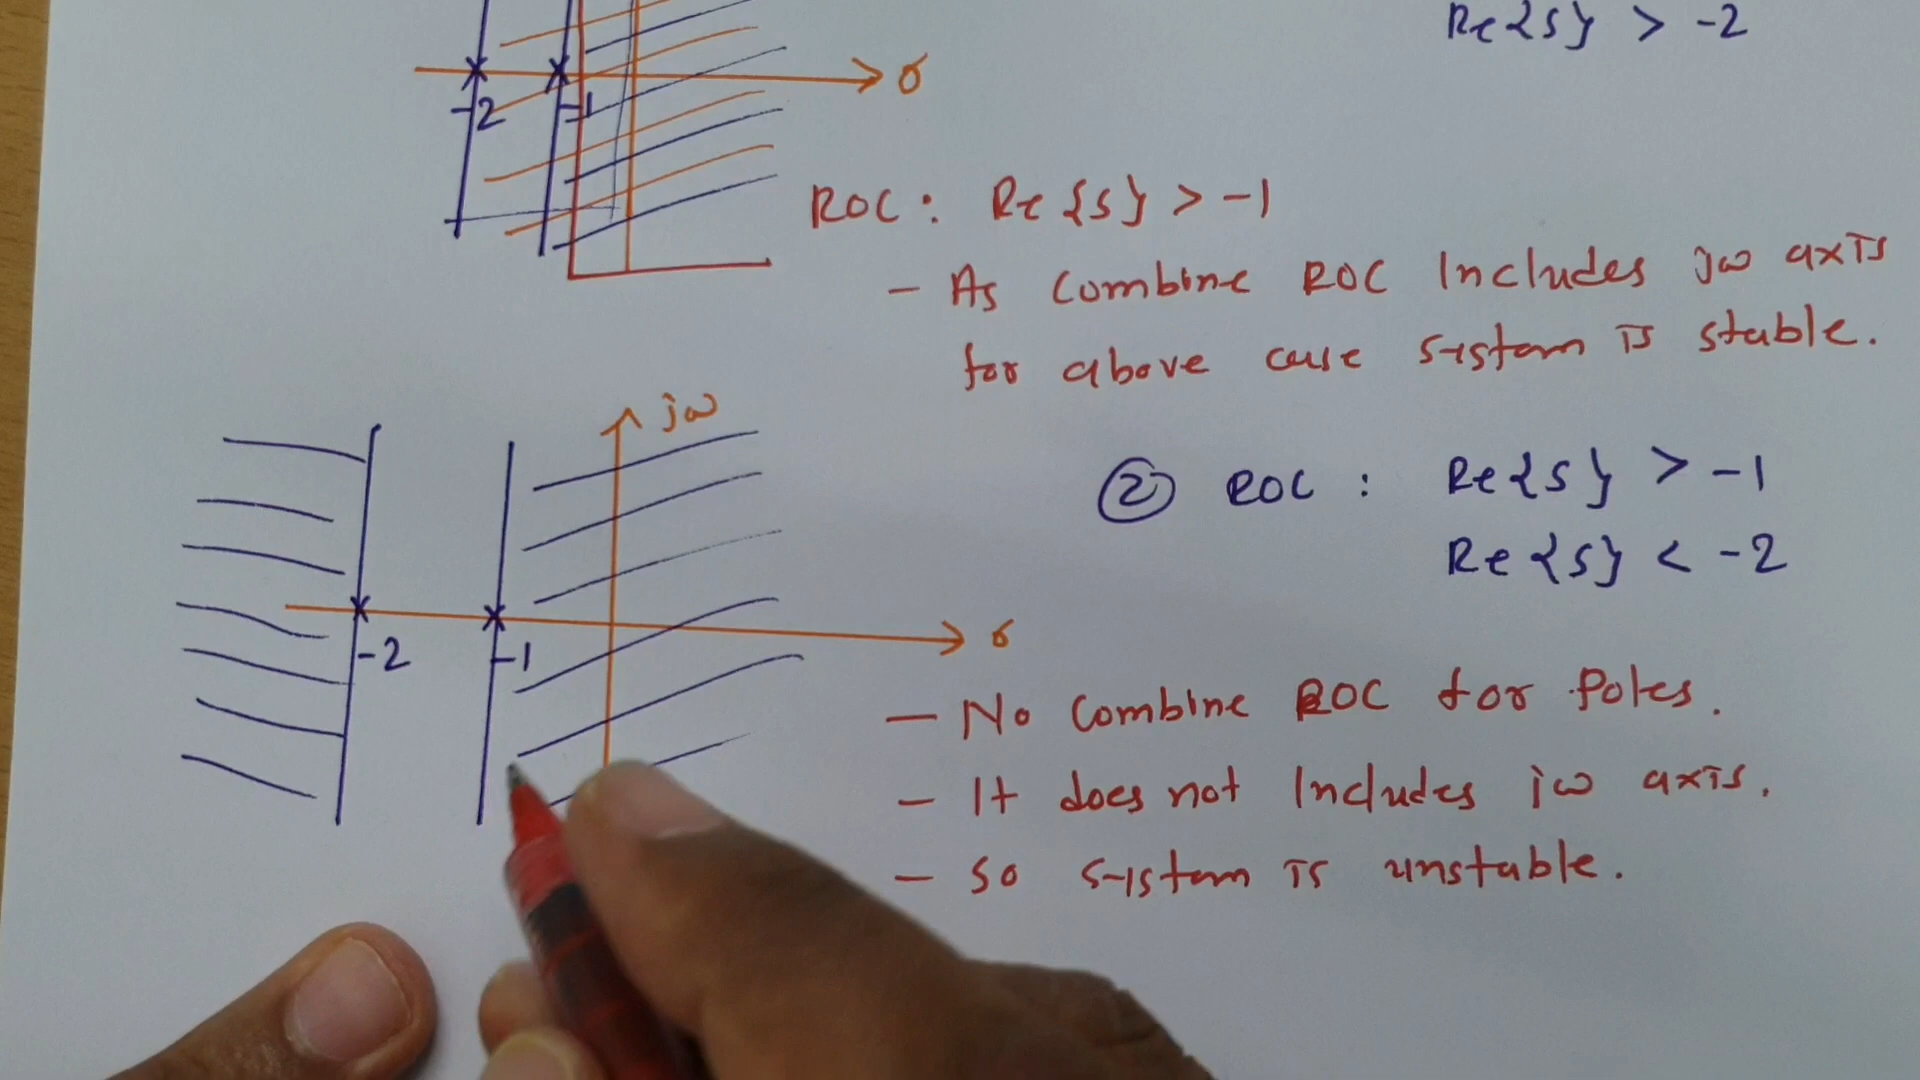 Re{s} > -2
σ
-2 -1
ROC : Re{s} > -1
- As Combine ROC Includes jω axis
for above case system is stable.
jω
② ROC : Re{s} > -1
Re{s} < -2
σ
-2 -1
- No Combine ROC for Poles.
- It does not Includes jω axis.
- So system is unstable.